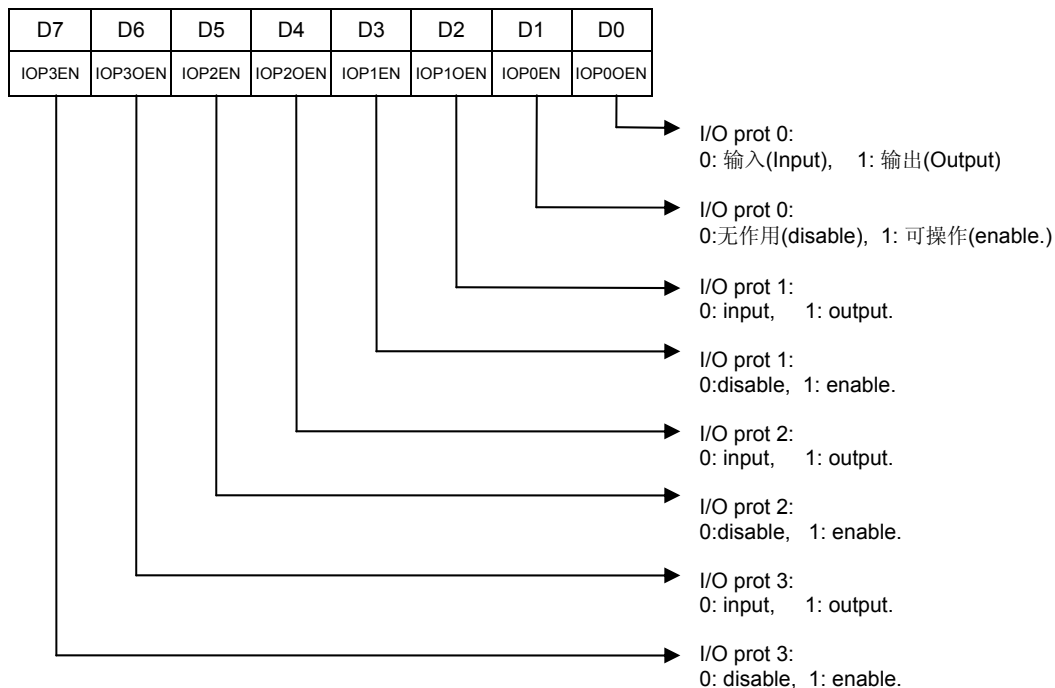 D7 D6 D5 D4 D3 D2 D1 D0
IOP3EN IOP3OEN IOP2EN IOP2OEN IOP1EN IOP1OEN IOP0EN IOP0OEN
I/O prot 0:
0: 输入(Input), 1: 输出(Output)
I/O prot 0:
0:无作用(disable), 1: 可操作(enable.)
I/O prot 1:
0: input, 1: output.
I/O prot 1:
0:disable, 1: enable.
I/O prot 2:
0: input, 1: output.
I/O prot 2:
0:disable, 1: enable.
I/O prot 3:
0: input, 1: output.
I/O prot 3:
0: disable, 1: enable.